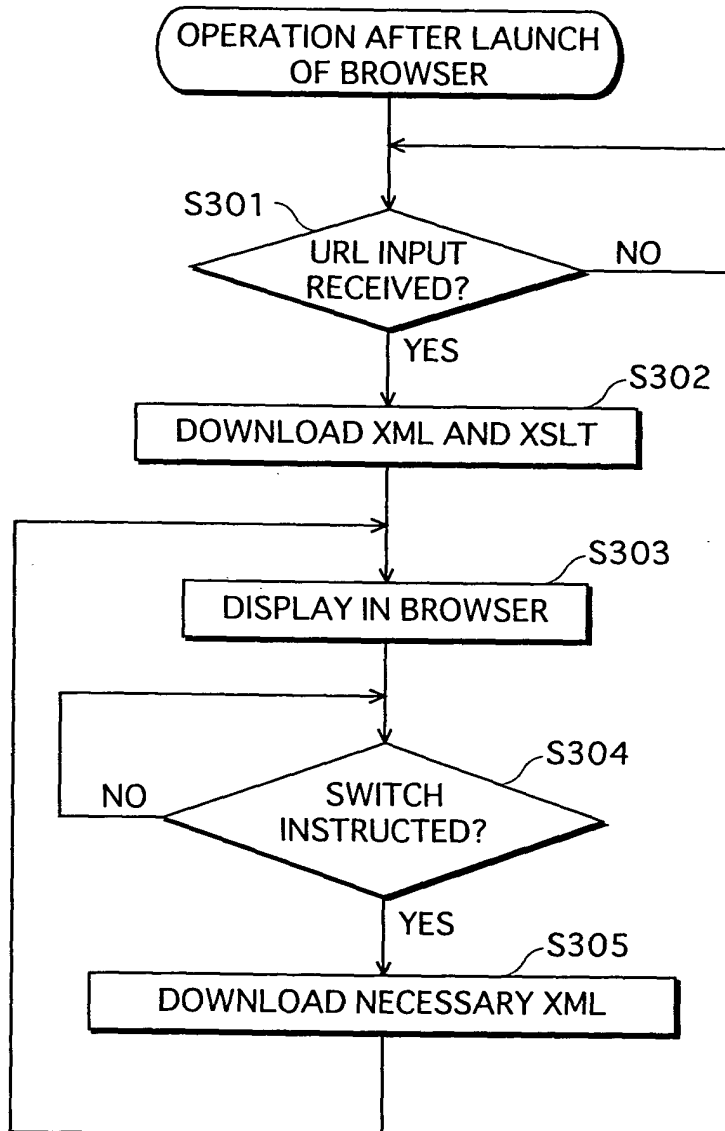 OPERATION AFTER LAUNCH
OF BROWSER
S301
URL INPUT
RECEIVED?
NO
YES
S302
DOWNLOAD XML AND XSLT
S303
DISPLAY IN BROWSER
S304
SWITCH
INSTRUCTED?
NO
YES
S305
DOWNLOAD NECESSARY XML